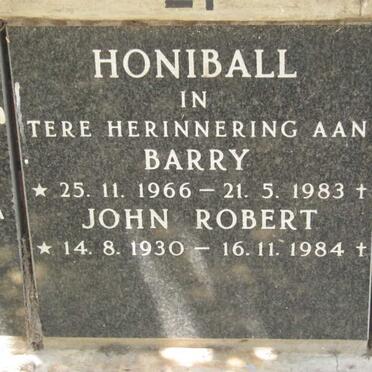 HONIBALL
IN
TERE HERINNERING AAN
BARRY
★ 25. 11. 1966 – 21. 5. 1983 †
JOHN ROBERT
★ 14. 8. 1930 – 16. 11. 1984 †